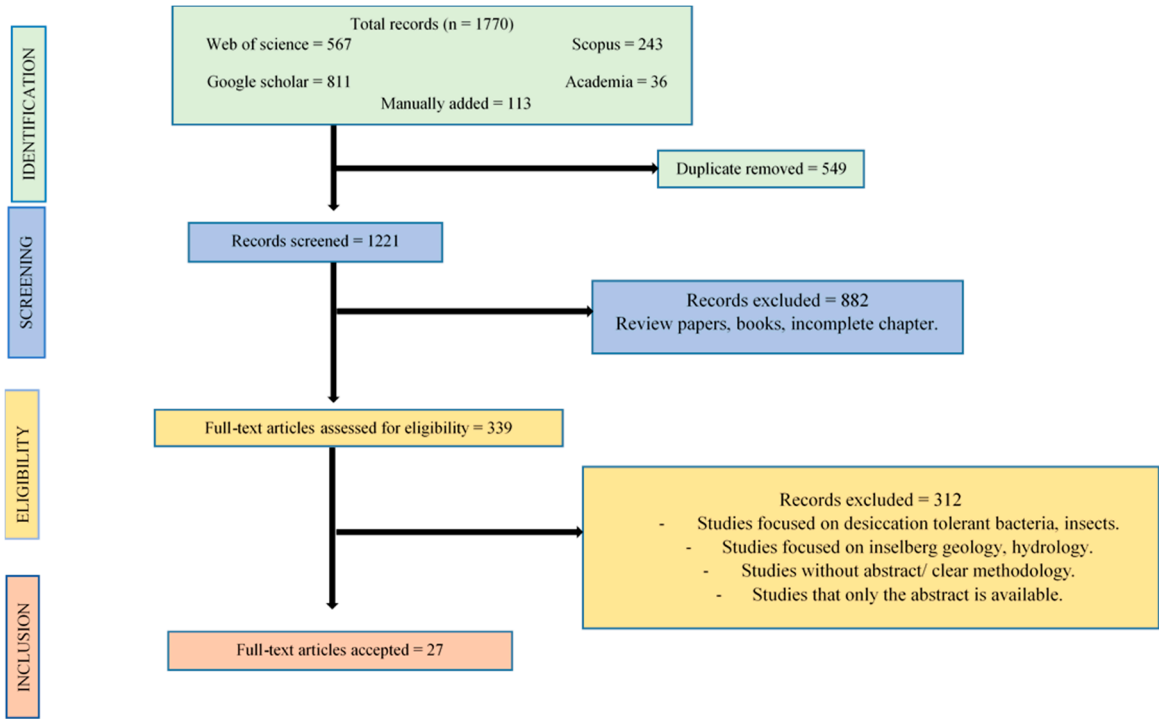 IDENTIFICATION
Total records (n = 1770)
Web of science = 567
Scopus = 243
Google scholar = 811
Academia = 36
Manually added = 113
Duplicate removed = 549
SCREENING
Records screened = 1221
Records excluded = 882
Review papers, books, incomplete chapter.
ELIGIBILITY
Full-text articles assessed for eligibility = 339
Records excluded = 312
- Studies focused on desiccation tolerant bacteria, insects.
- Studies focused on inselberg geology, hydrology.
- Studies without abstract/ clear methodology.
- Studies that only the abstract is available.
INCLUSION
Full-text articles accepted = 27